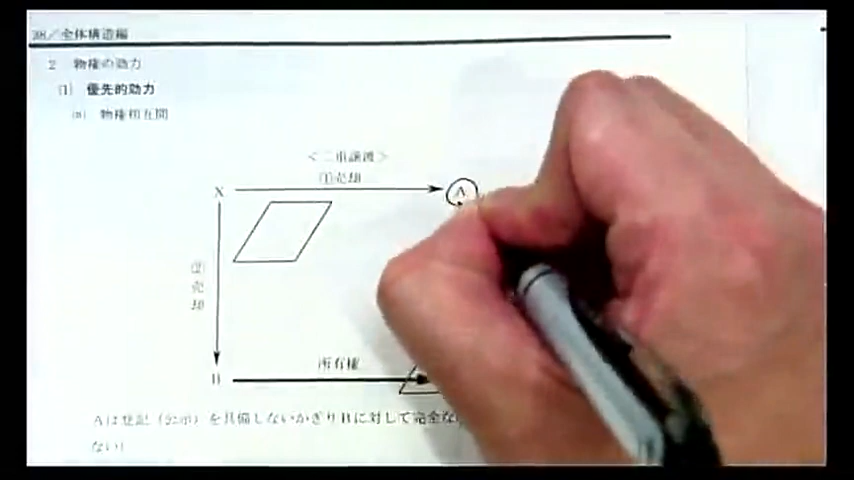 38／全体構造編
2 物権の効力
(1) 優先的効力
(a) 物権相互間
＜二重譲渡＞
①売却
X
A
②売却
B
所有権
Aは登記（公示）を具備しないかぎりBに対して完全な
ない）